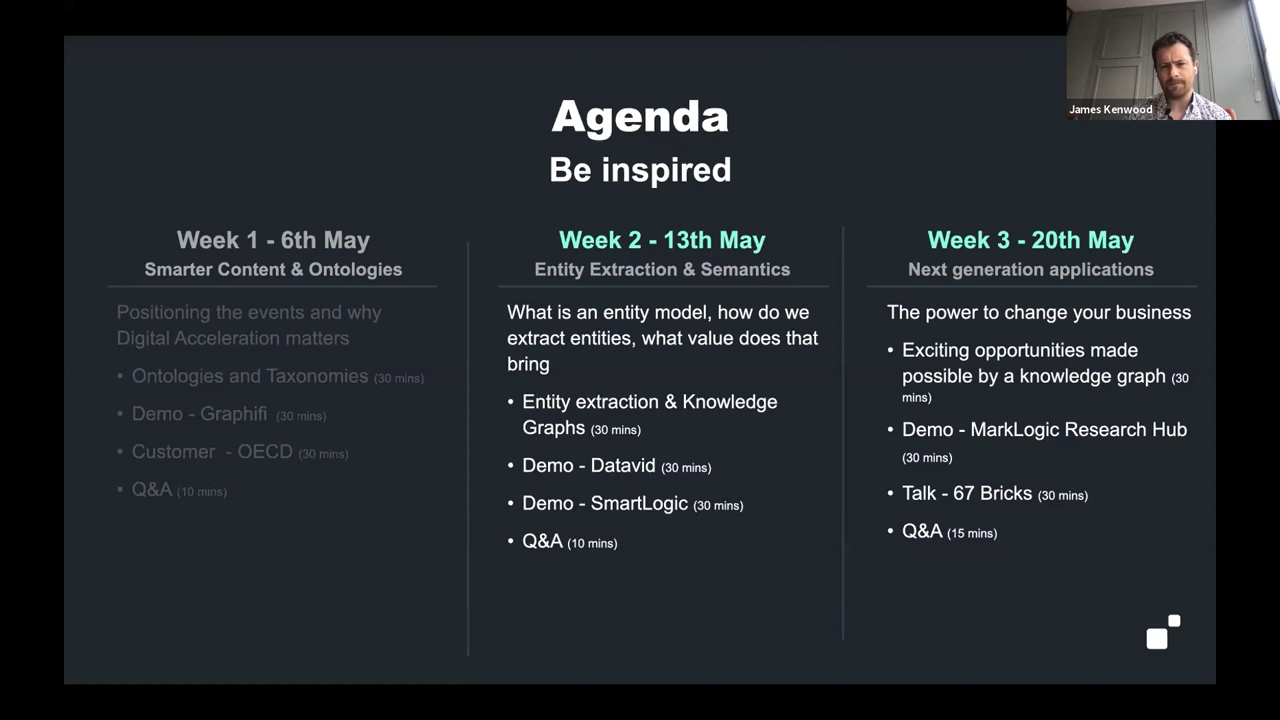 James Kenwood
Agenda
Be inspired
Week 1 - 6th May
Smarter Content & Ontologies
Positioning the events and why
Digital Acceleration matters
• Ontologies and Taxonomies (30 mins)
• Demo - Graphifi (30 mins)
• Customer - OECD (30 mins)
• Q&A (10 mins)
Week 2 - 13th May
Entity Extraction & Semantics
What is an entity model, how do we
extract entities, what value does that
bring
• Entity extraction & Knowledge
Graphs (30 mins)
• Demo - Datavid (30 mins)
• Demo - SmartLogic (30 mins)
• Q&A (10 mins)
Week 3 - 20th May
Next generation applications
The power to change your business
• Exciting opportunities made
possible by a knowledge graph (30
mins)
• Demo - MarkLogic Research Hub
(30 mins)
• Talk - 67 Bricks (30 mins)
• Q&A (15 mins)